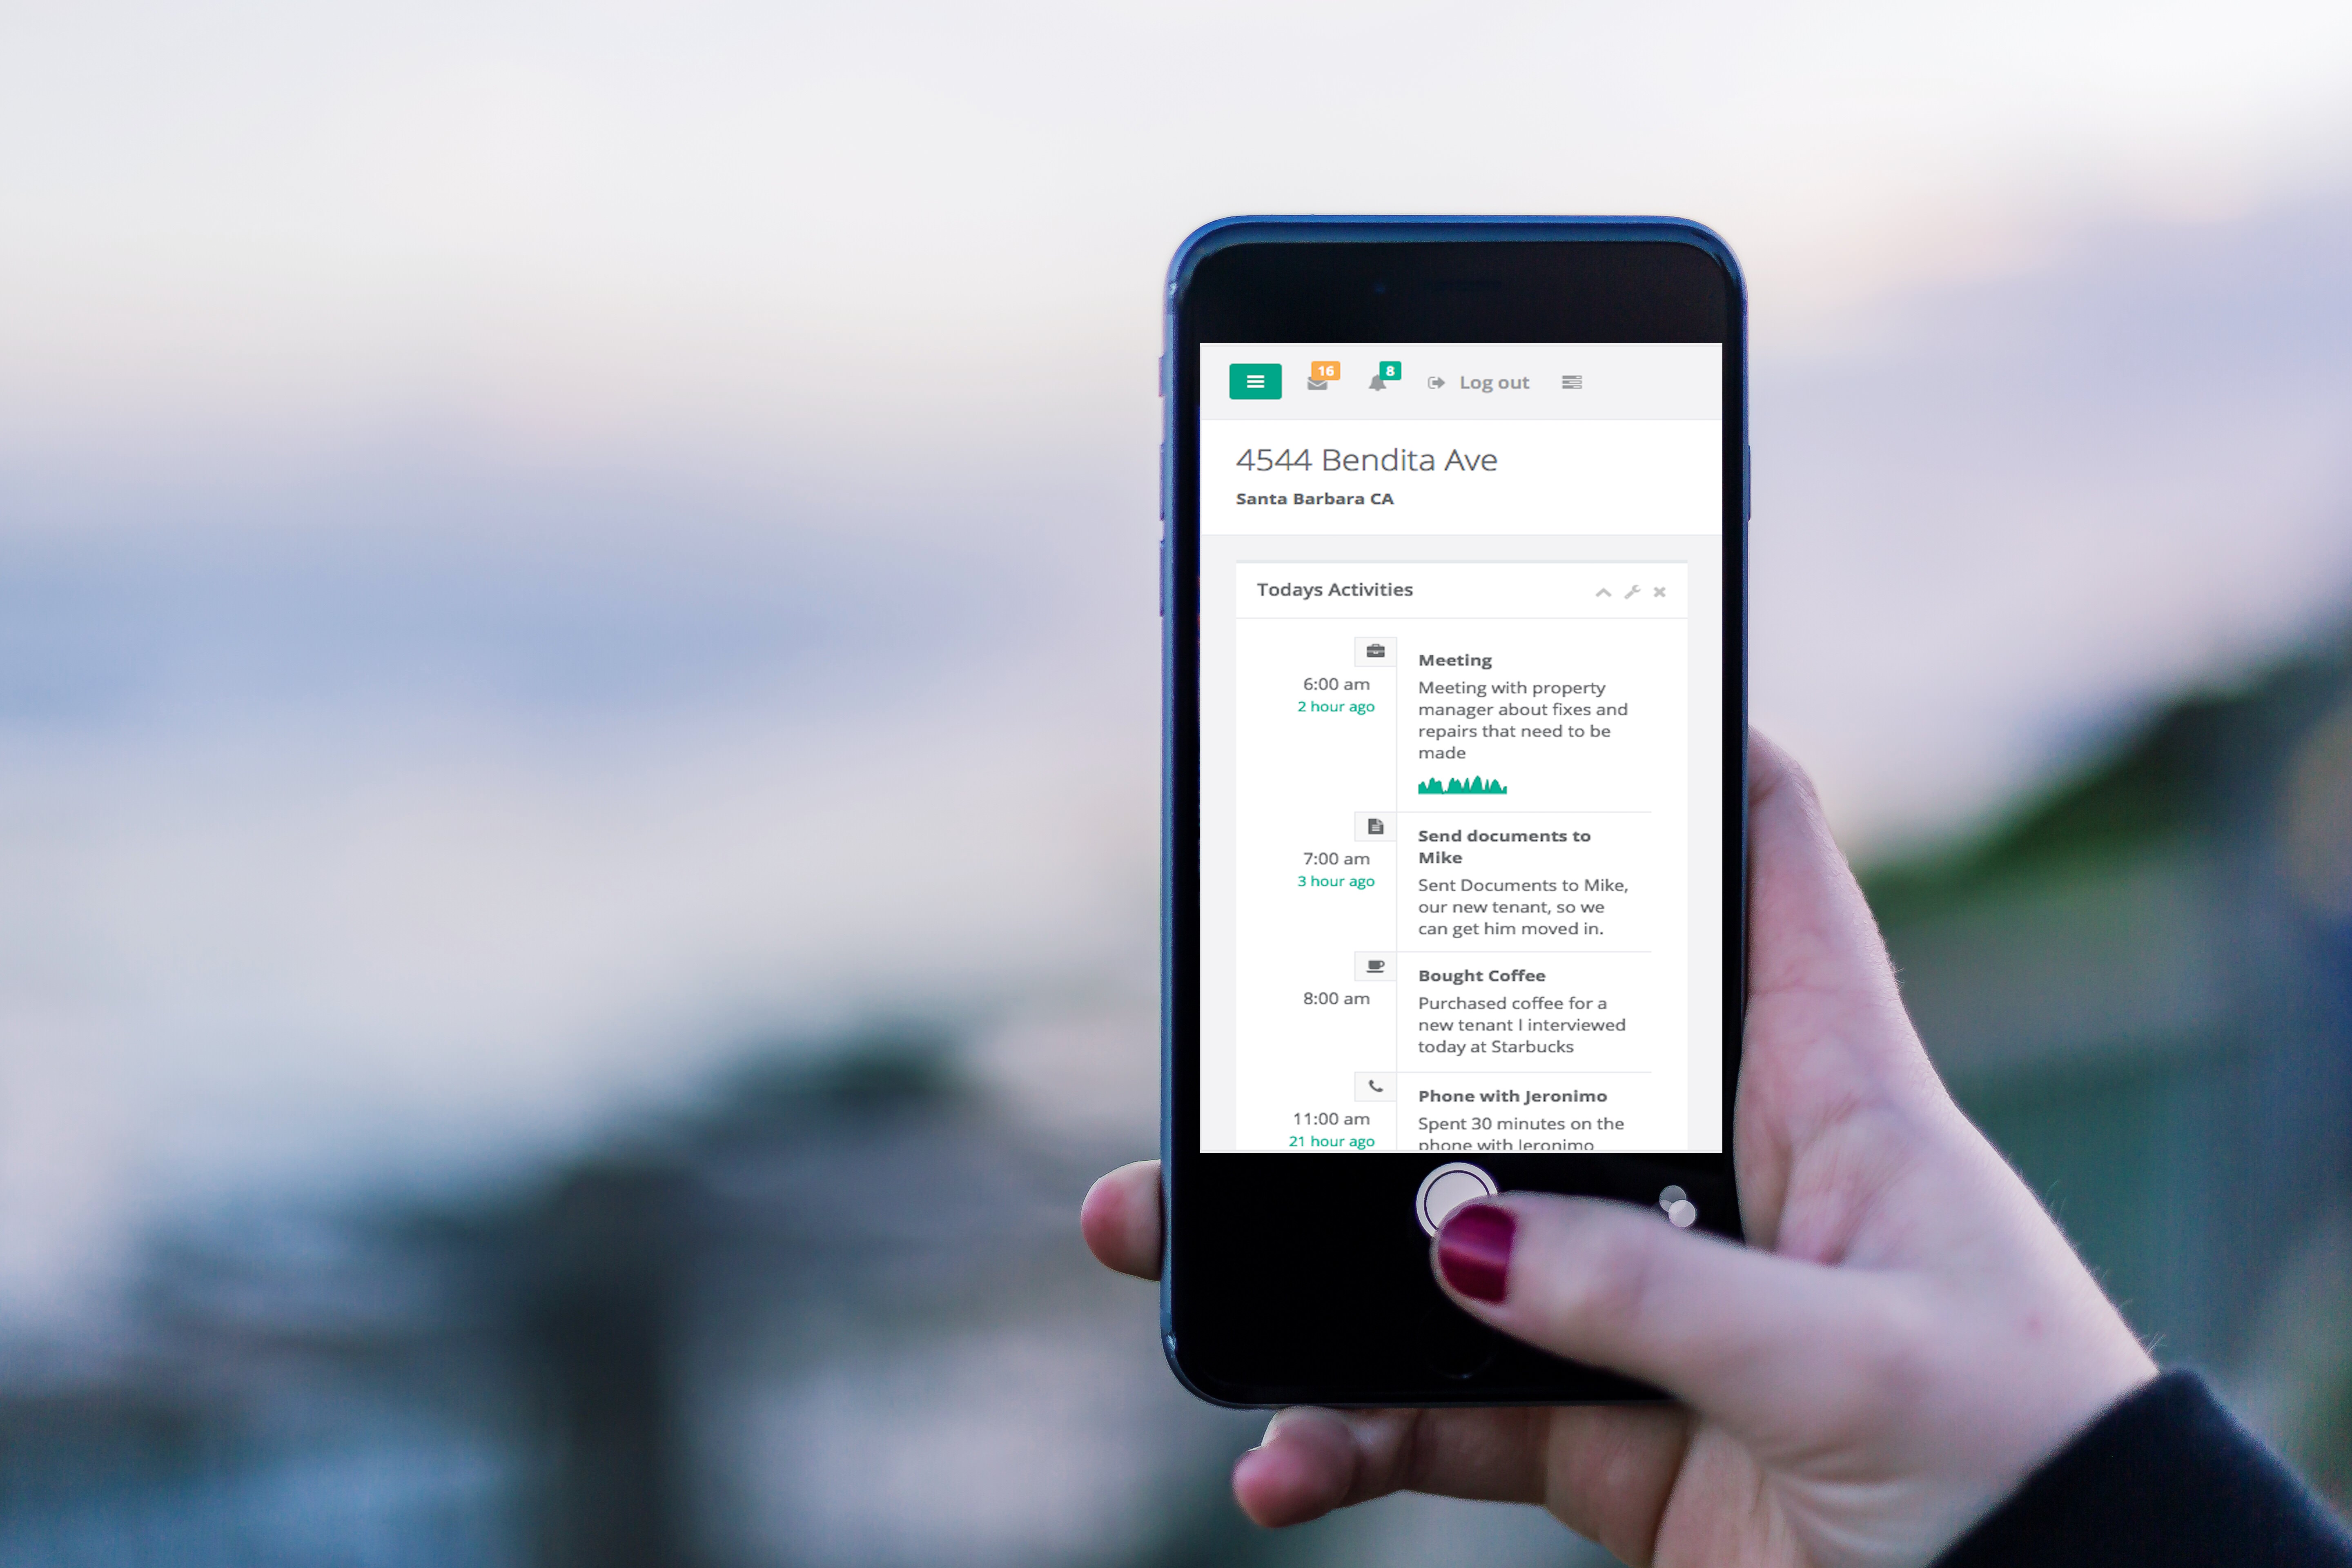 16
8
Log out
4544 Bendita Ave
Santa Barbara CA
Todays Activities
6:00 am
2 hour ago
Meeting
Meeting with property
manager about fixes and
repairs that need to be
made
7:00 am
3 hour ago
Send documents to
Mike
Sent Documents to Mike,
our new tenant, so we
can get him moved in.
8:00 am
Bought Coffee
Purchased coffee for a
new tenant I interviewed
today at Starbucks
11:00 am
21 hour ago
Phone with Jeronimo
Spent 30 minutes on the
phone with Jeronimo